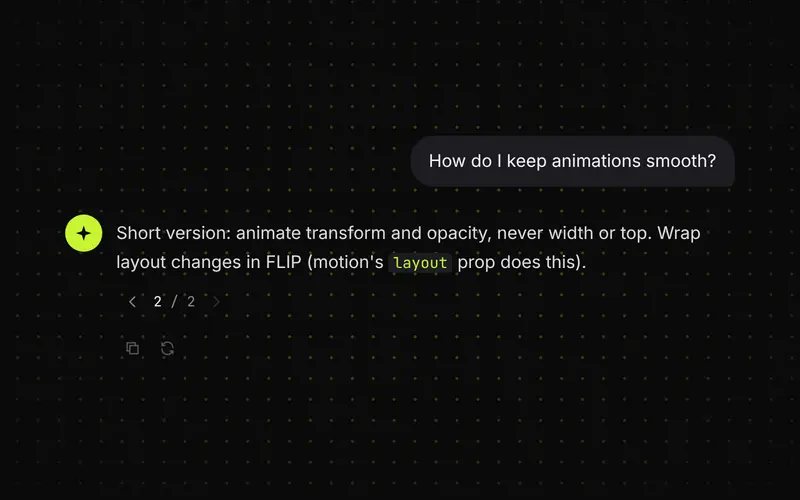 How do I keep animations smooth?
Short version: animate transform and opacity, never width or top. Wrap
layout changes in FLIP (motion's layout prop does this).
2 / 2